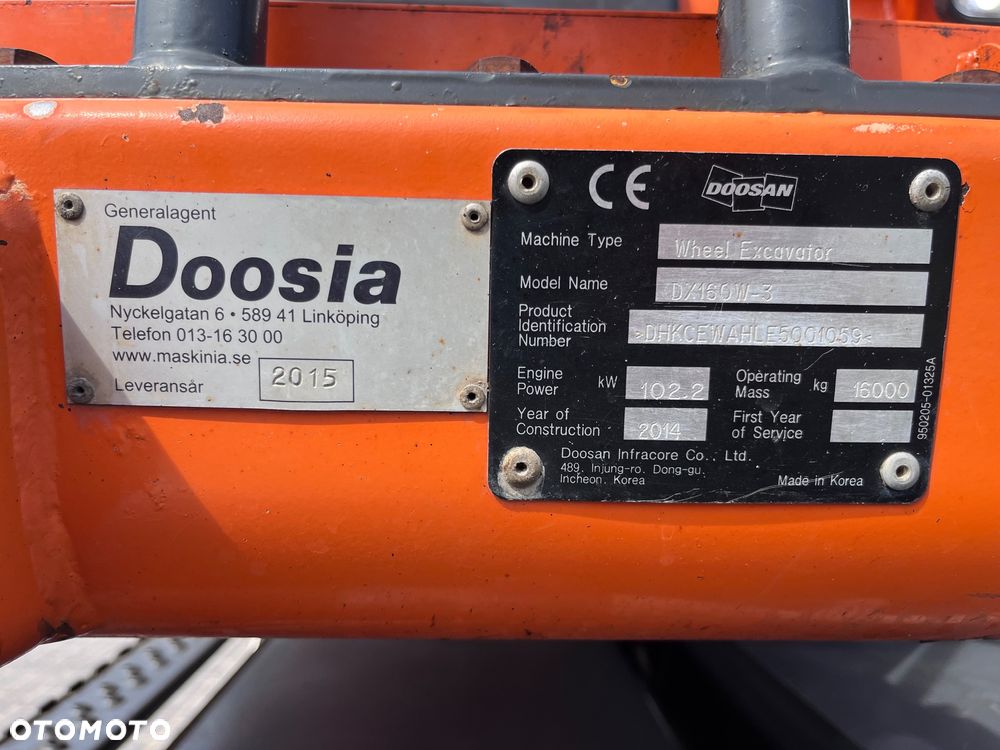 Generalagent
Doosia
Nyckelgatan 6 • 589 41 Linköping
Telefon 013-16 30 00
www.maskinia.se
Leveransår 2015
CE DOOSAN
Machine Type Wheel Excavator
Model Name DX160W-3
Product
Identification
Number >DHKCEWAHLE5001059<
Engine
Power kW 102.2 Operating
Mass kg 16000
Year of
Construction 2014 First Year
of Service
Doosan Infracore Co., Ltd.
489, Injung-ro, Dong-gu,
Incheon, Korea
Made in Korea
950205-01325A
OTOMOTO